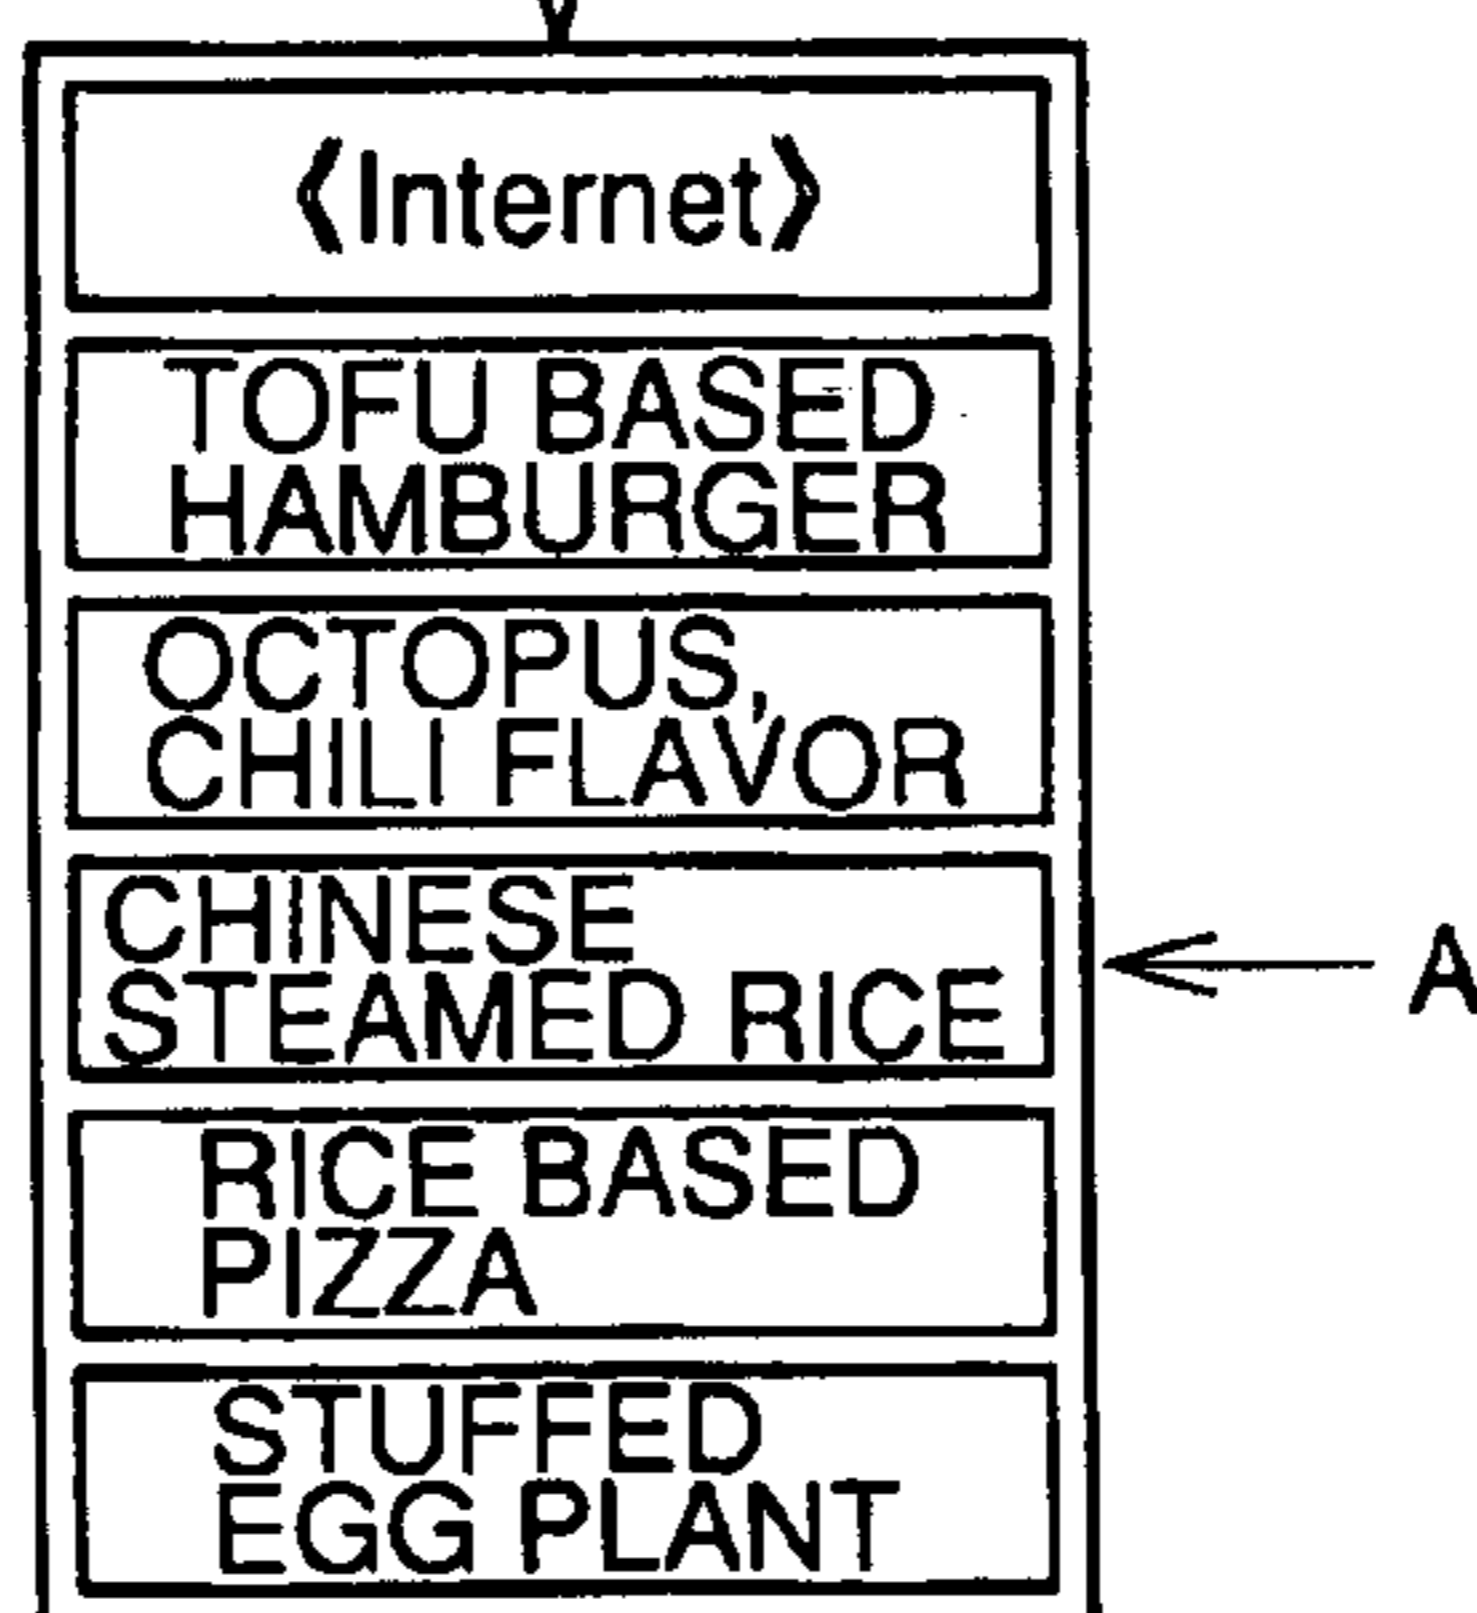 《Internet》
TOFU BASED
HAMBURGER
OCTOPUS,
CHILI FLAVOR
CHINESE
STEAMED RICE
A
RICE BASED
PIZZA
STUFFED
EGG PLANT